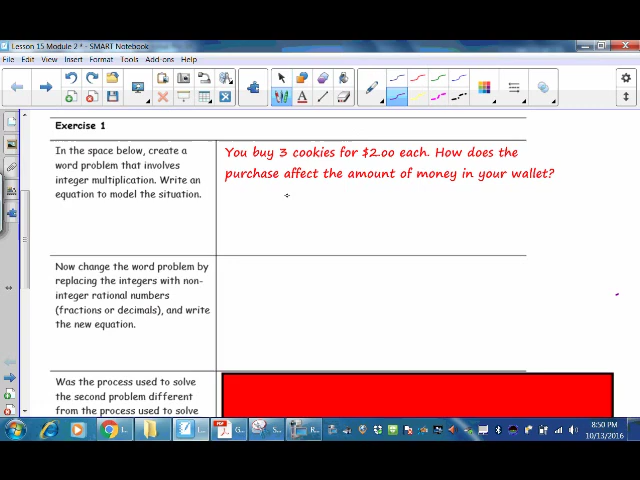 Lesson 15 Module 2 * - SMART Notebook
File Edit View Insert Format Tools Add-ons Help
Exercise 1
In the space below, create a
word problem that involves
integer multiplication. Write an
equation to model the situation.
You buy 3 cookies for $2.00 each. How does the
purchase affect the amount of money in your wallet?
Now change the word problem by
replacing the integers with non-
integer rational numbers
(fractions or decimals), and write
the new equation.
Was the process used to solve
the second problem different
from the process used to solve
8:50 PM
10/13/2016